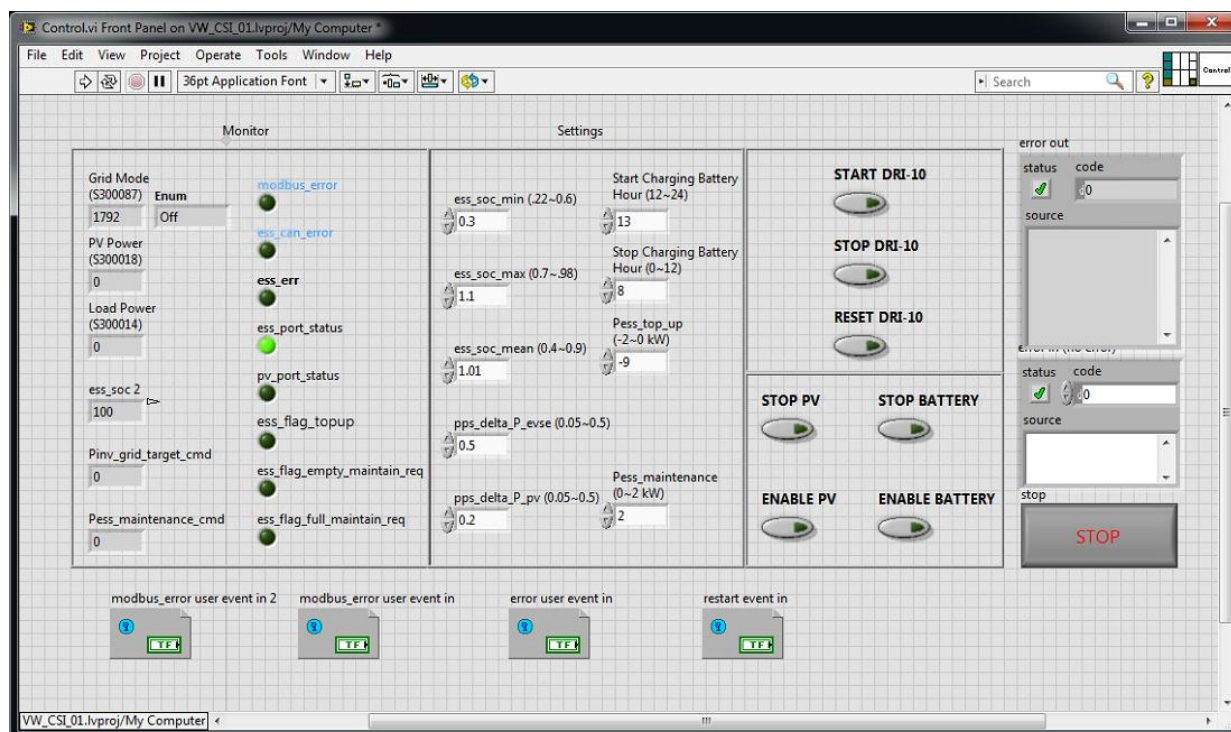 Control.vi Front Panel on VW_CSI_01.lvproj/My Computer *
File Edit View Project Operate Tools Window Help
36pt Application Font
Search
Control
Monitor
Settings
Grid Mode
(S300087) Enum
1792 Off
PV Power
(S300018)
0
Load Power
(S300014)
0
ess_soc 2
100
Pinv_grid_target_cmd
0
Pess_maintenance_cmd
0
modbus_error
ess_can_error
ess_err
ess_port_status
pv_port_status
ess_flag_topup
ess_flag_empty_maintain_req
ess_flag_full_maintain_req
ess_soc_min (.22~0.6)
0.3
ess_soc_max (0.7~.98)
1.1
ess_soc_mean (0.4~0.9)
1.01
pps_delta_P_evse (0.05~0.5)
0.5
pps_delta_P_pv (0.05~0.5)
0.2
Start Charging Battery
Hour (12~24)
13
Stop Charging Battery
Hour (0~12)
8
Pess_top_up
(-2~0 kW)
-9
Pess_maintenance
(0~2 kW)
2
START DRI-10
STOP DRI-10
RESET DRI-10
STOP PV STOP BATTERY
ENABLE PV ENABLE BATTERY
error out
status code
0
source
error in (no error)
status code
0
source
stop
STOP
modbus_error user event in 2 modbus_error user event in error user event in restart event in
TF TF TF TF
VW_CSI_01.lvproj/My Computer